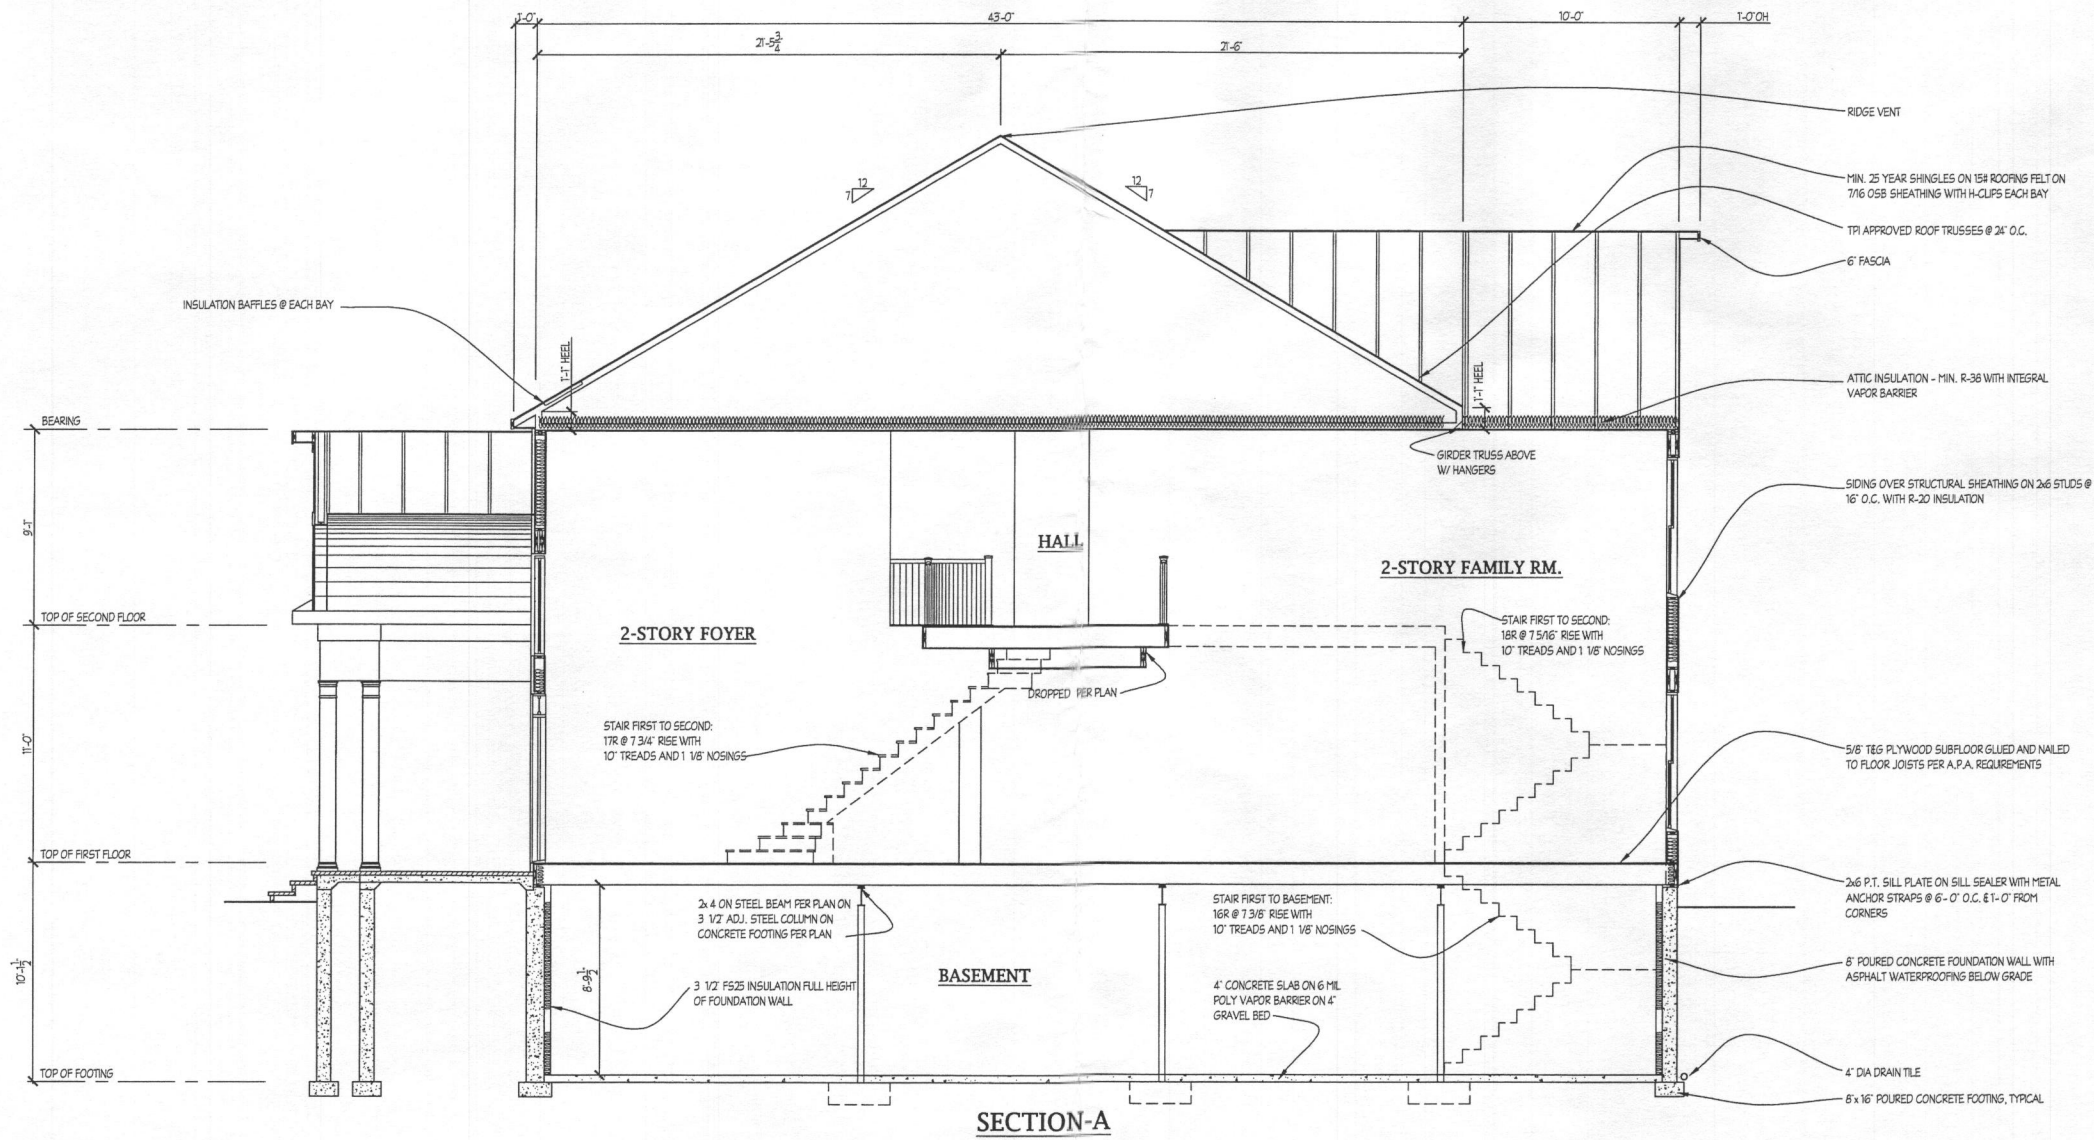 1'-0"
43'-0"
10'-0"
1'-0" OH
21'-5 3/4"
21'-6"
RIDGE VENT
12
7
12
7
MIN. 25 YEAR SHINGLES ON 15# ROOFING FELT ON
7/16 OSB SHEATHING WITH H-CLIPS EACH BAY
TPI APPROVED ROOF TRUSSES @ 24" O.C.
6" FASCIA
INSULATION BAFFLES @ EACH BAY
1'-1" HEEL
1'-1" HEEL
ATTIC INSULATION - MIN. R-38 WITH INTEGRAL
VAPOR BARRIER
BEARING
GIRDER TRUSS ABOVE
W/ HANGERS
SIDING OVER STRUCTURAL SHEATHING ON 2x6 STUDS @
16" O.C. WITH R-20 INSULATION
9'-1"
HALL
2-STORY FAMILY RM.
TOP OF SECOND FLOOR
2-STORY FOYER
STAIR FIRST TO SECOND:
18R @ 7 5/16" RISE WITH
10" TREADS AND 1 1/8" NOSINGS
DROPPED PER PLAN
STAIR FIRST TO SECOND:
17R @ 7 3/4" RISE WITH
10" TREADS AND 1 1/8" NOSINGS
11'-0"
5/8" T&G PLYWOOD SUBFLOOR GLUED AND NAILED
TO FLOOR JOISTS PER A.P.A. REQUIREMENTS
TOP OF FIRST FLOOR
2x6 P.T. SILL PLATE ON SILL SEALER WITH METAL
ANCHOR STRAPS @ 6'-0" O.C. & 1'-0" FROM
CORNERS
2x4 ON STEEL BEAM PER PLAN ON
3 1/2" ADJ. STEEL COLUMN ON
CONCRETE FOOTING PER PLAN
STAIR FIRST TO BASEMENT:
16R @ 7 3/8" RISE WITH
10" TREADS AND 1 1/8" NOSINGS
10'-1 1/2"
8'-9 1/2"
BASEMENT
8" POURED CONCRETE FOUNDATION WALL WITH
ASPHALT WATERPROOFING BELOW GRADE
3 1/2" FS25 INSULATION FULL HEIGHT
OF FOUNDATION WALL
4" CONCRETE SLAB ON 6 MIL
POLY VAPOR BARRIER ON 4"
GRAVEL BED
TOP OF FOOTING
4" DIA DRAIN TILE
8" x 16" POURED CONCRETE FOOTING, TYPICAL
SECTION-A